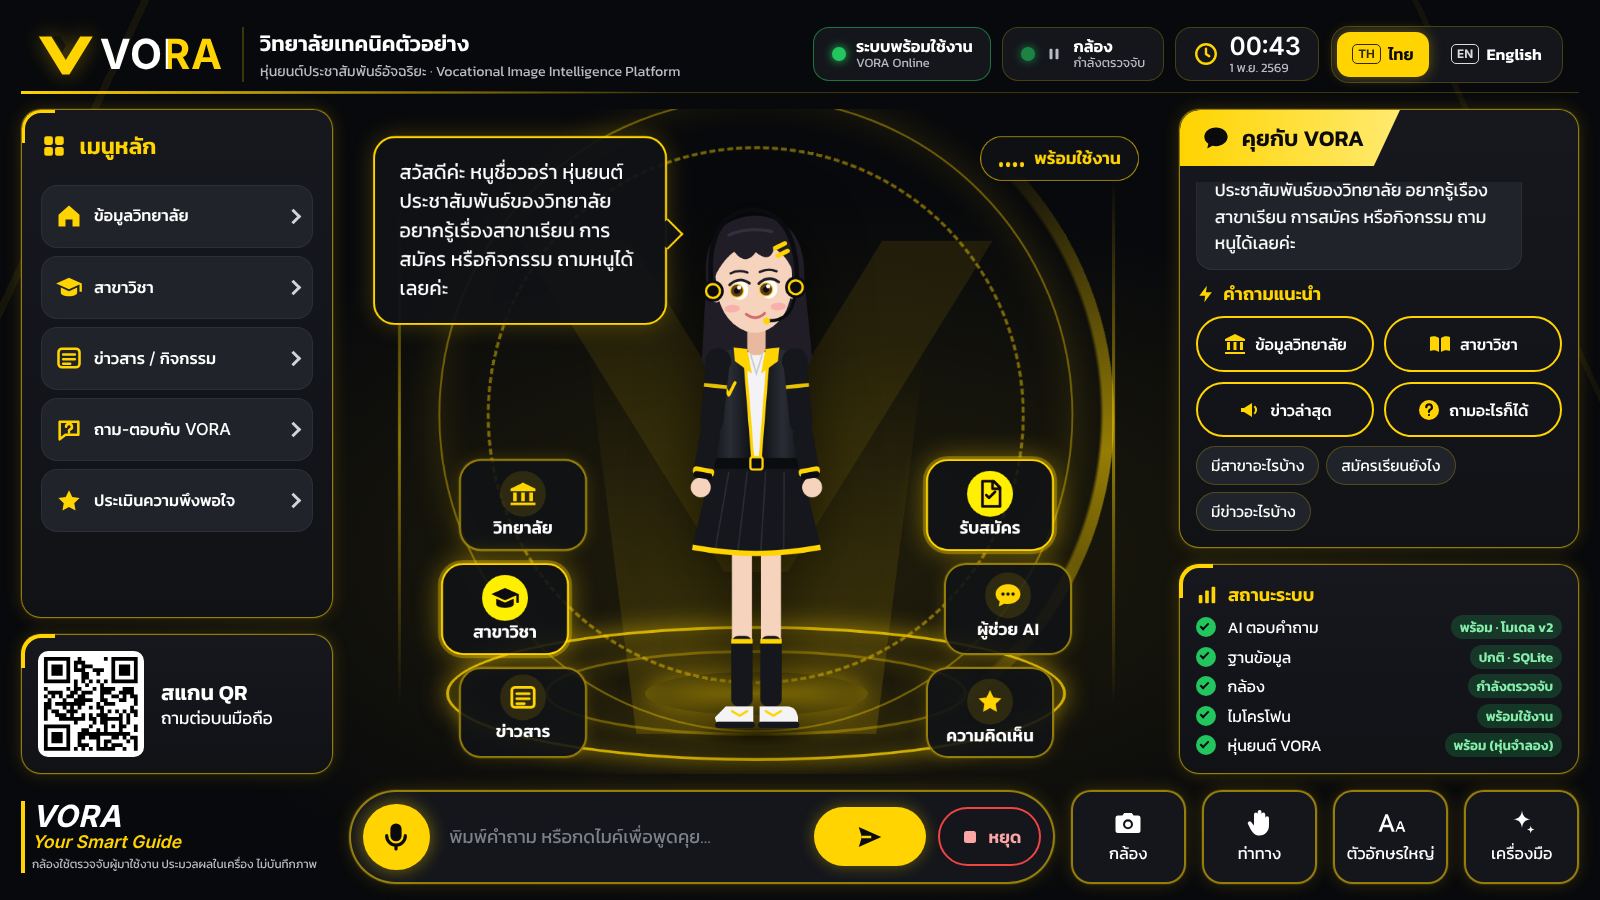 VORA
วิทยาลัยเทคนิคตัวอย่าง
หุ่นยนต์ประชาสัมพันธ์อัจฉริยะ · Vocational Image Intelligence Platform
ระบบพร้อมใช้งาน
VORA Online
กล้อง
กำลังตรวจจับ
00:43
1 พ.ย. 2569
TH ไทย
EN English
เมนูหลัก
ข้อมูลวิทยาลัย
สาขาวิชา
ข่าวสาร / กิจกรรม
ถาม-ตอบกับ VORA
ประเมินความพึงพอใจ
สแกน QR
ถามต่อบนมือถือ
สวัสดีค่ะ หนูชื่อวอร่า หุ่นยนต์
ประชาสัมพันธ์ของวิทยาลัย
อยากรู้เรื่องสาขาเรียน การ
สมัคร หรือกิจกรรม ถามหนูได้
เลยค่ะ
พร้อมใช้งาน
วิทยาลัย
สาขาวิชา
ข่าวสาร
รับสมัคร
ผู้ช่วย AI
ความคิดเห็น
คุยกับ VORA
ประชาสัมพันธ์ของวิทยาลัย อยากรู้เรื่อง
สาขาเรียน การสมัคร หรือกิจกรรม ถาม
หนูได้เลยค่ะ
คำถามแนะนำ
ข้อมูลวิทยาลัย
สาขาวิชา
ข่าวล่าสุด
ถามอะไรก็ได้
มีสาขาอะไรบ้าง
สมัครเรียนยังไง
มีข่าวอะไรบ้าง
สถานะระบบ
AI ตอบคำถาม พร้อม · โมเดล v2
ฐานข้อมูล ปกติ · SQLite
กล้อง กำลังตรวจจับ
ไมโครโฟน พร้อมใช้งาน
หุ่นยนต์ VORA พร้อม (หุ่นจำลอง)
VORA
Your Smart Guide
กล้องใช้ตรวจจับผู้มาใช้งาน ประมวลผลในเครื่อง ไม่บันทึกภาพ
พิมพ์คำถาม หรือกดไมค์เพื่อพูดคุย...
หยุด
กล้อง
ท่าทาง
AA
ตัวอักษรใหญ่
เครื่องมือ